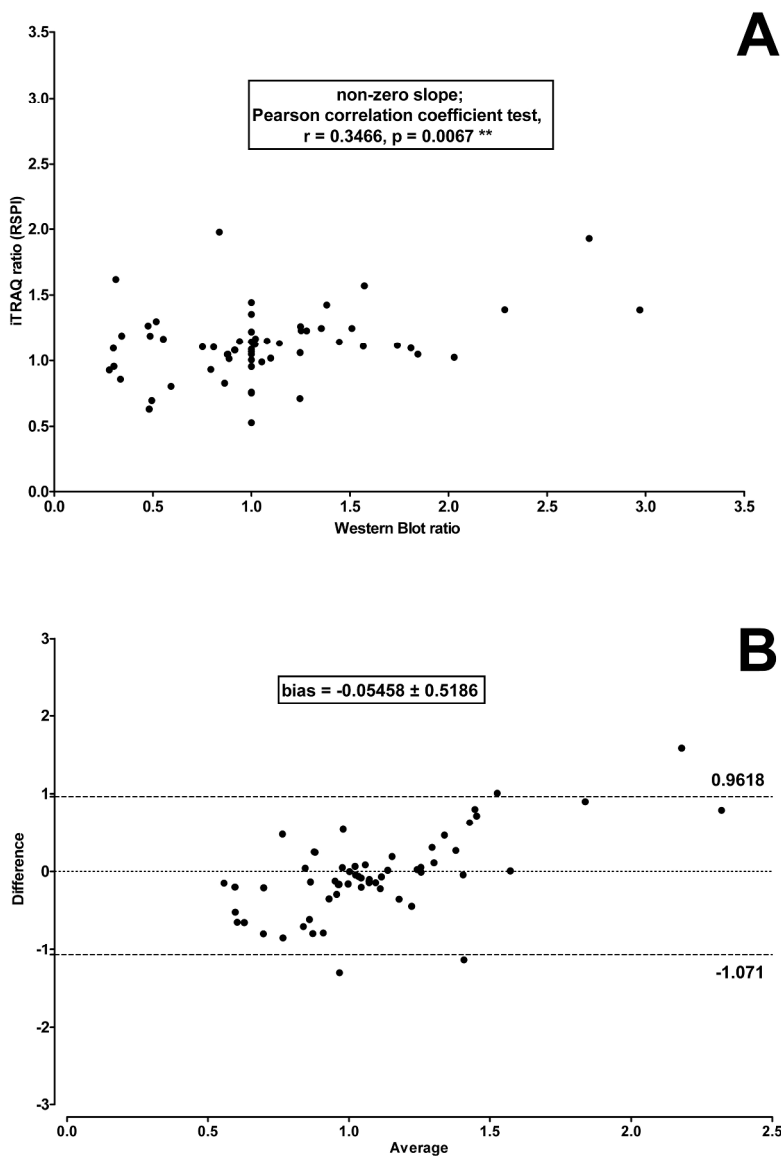 A
3.5
3.0
2.5
2.0
1.5
1.0
0.5
0.0
iTRAQ ratio (RSPI)
non-zero slope;
Pearson correlation coefficient test,
r = 0.3466, p = 0.0067 **
0.0 0.5 1.0 1.5 2.0 2.5 3.0 3.5
Western Blot ratio
B
3
2
1
0
-1
-2
-3
Difference
bias = -0.05458 ± 0.5186
0.9618
-1.071
0.0 0.5 1.0 1.5 2.0 2.5
Average